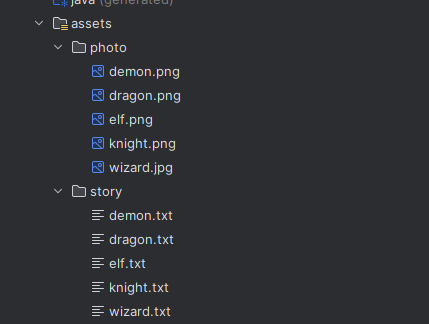 java (generated)
assets
photo
demon.png
dragon.png
elf.png
knight.png
wizard.jpg
story
demon.txt
dragon.txt
elf.txt
knight.txt
wizard.txt